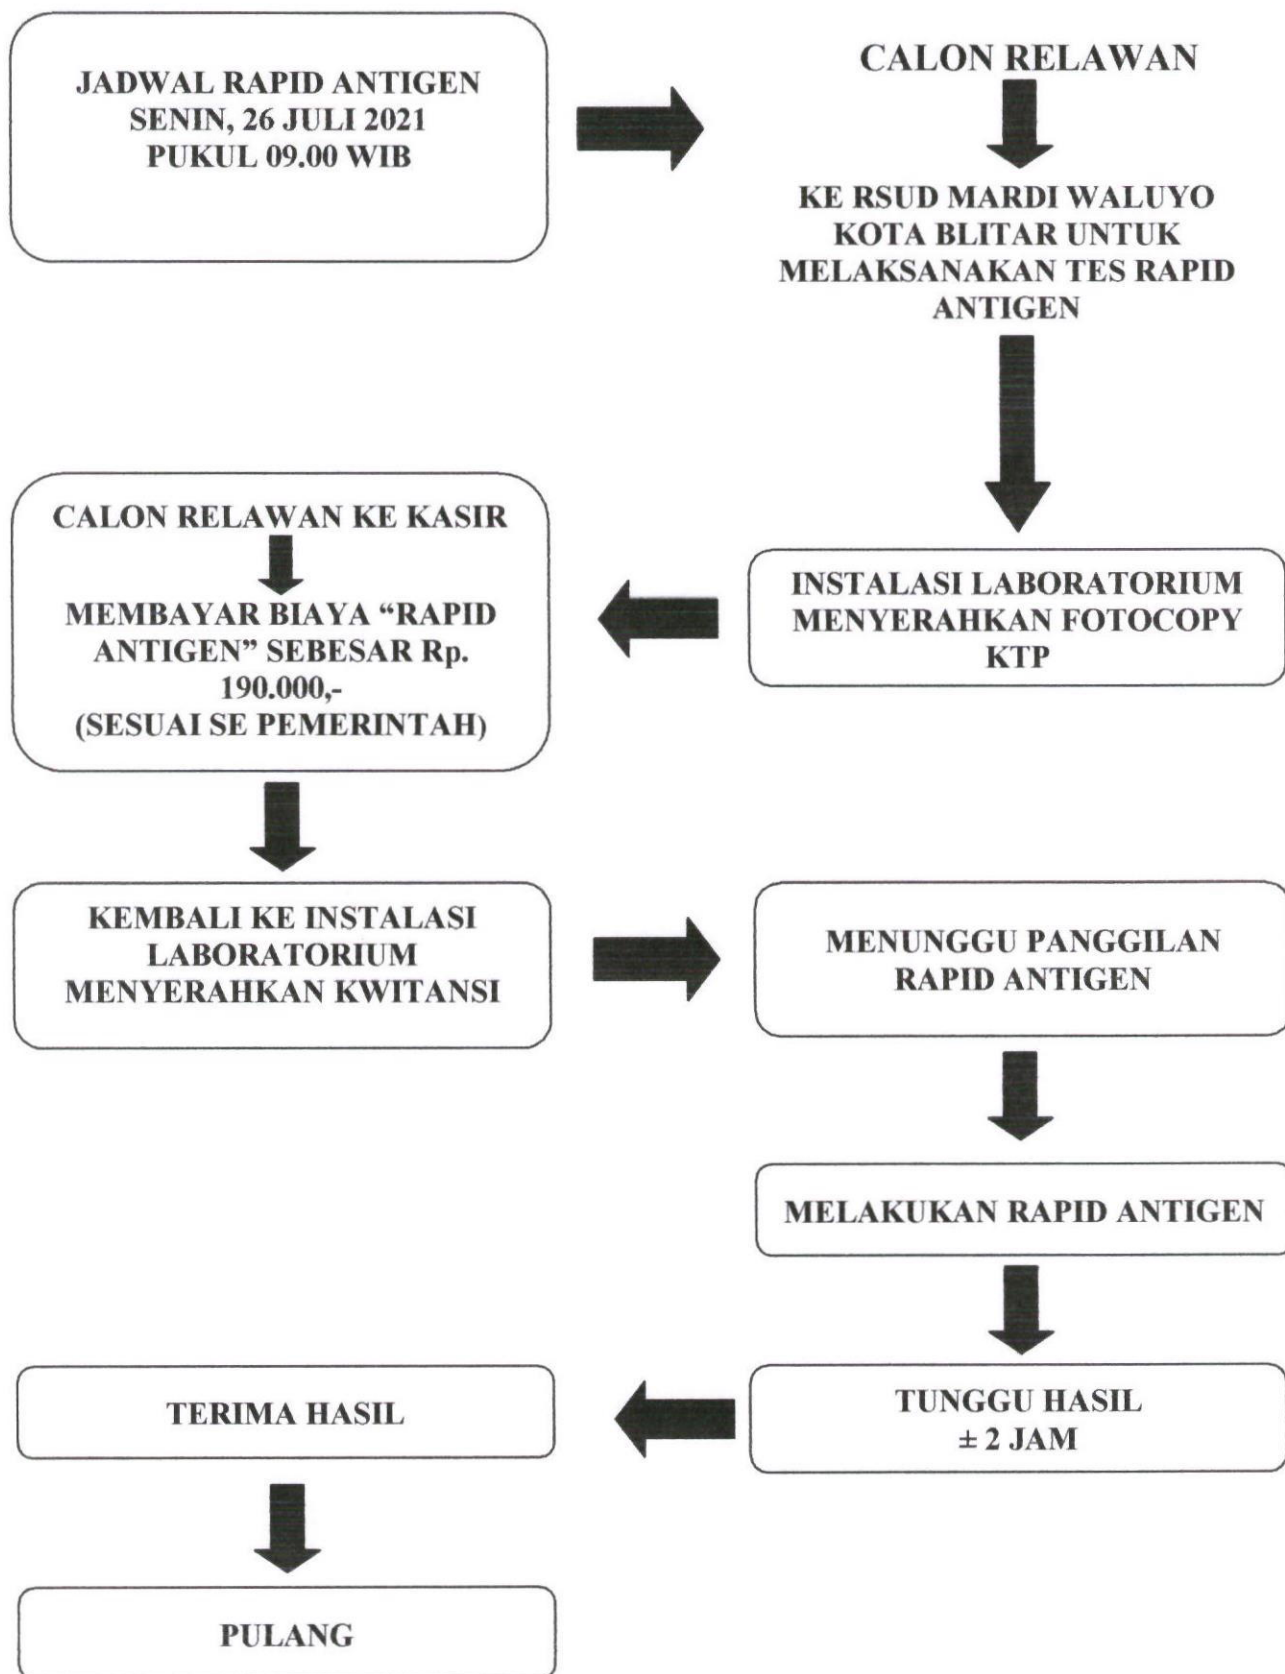 JADWAL RAPID ANTIGEN
SENIN, 26 JULI 2021
PUKUL 09.00 WIB
CALON RELAWAN
KE RSUD MARDI WALUYO
KOTA BLITAR UNTUK
MELAKSANAKAN TES RAPID
ANTIGEN
INSTALASI LABORATORIUM
MENYERAHKAN FOTOCOPY
KTP
CALON RELAWAN KE KASIR
MEMBAYAR BIAYA “RAPID
ANTIGEN” SEBESAR Rp.
190.000,-
(SESUAI SE PEMERINTAH)
KEMBALI KE INSTALASI
LABORATORIUM
MENYERAHKAN KWITANSI
MENUNGGU PANGGILAN
RAPID ANTIGEN
MELAKUKAN RAPID ANTIGEN
TUNGGU HASIL
± 2 JAM
TERIMA HASIL
PULANG